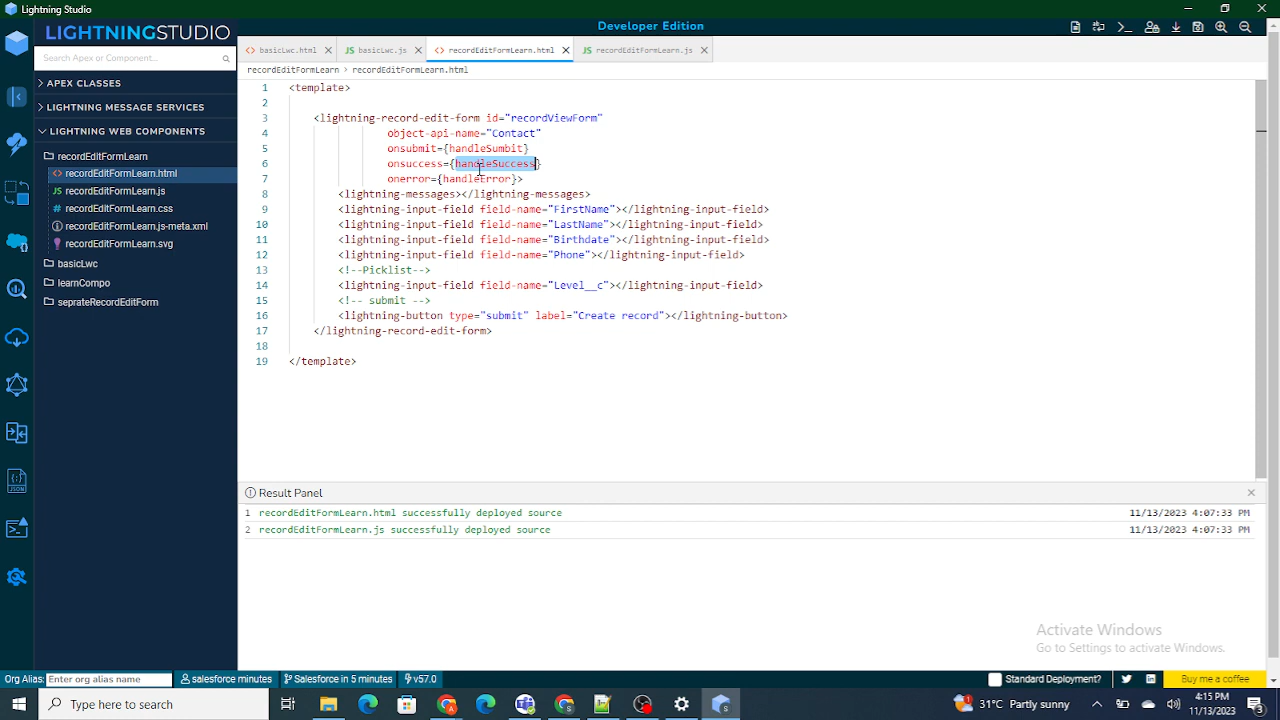 Lightning Studio
LIGHTNINGSTUDIO
Developer Edition
Search Apex or Component...
APEX CLASSES
LIGHTNING MESSAGE SERVICES
LIGHTNING WEB COMPONENTS
recordEditFormLearn
recordEditFormLearn.html
recordEditFormLearn.js
recordEditFormLearn.css
recordEditFormLearn.js-meta.xml
recordEditFormLearn.svg
basicLwc
learnCompo
seprateRecordEditForm
basicLwc.html
basicLwc.js
recordEditFormLearn.html
recordEditFormLearn.js
recordEditFormLearn > recordEditFormLearn.html
1 <template>
2
3 <lightning-record-edit-form id="recordViewForm"
4 object-api-name="Contact"
5 onsubmit={handleSumbit}
6 onsuccess={handleSuccess}
7 onerror={handleError}>
8 <lightning-messages></lightning-messages>
9 <lightning-input-field field-name="FirstName"></lightning-input-field>
10 <lightning-input-field field-name="LastName"></lightning-input-field>
11 <lightning-input-field field-name="Birthdate"></lightning-input-field>
12 <lightning-input-field field-name="Phone"></lightning-input-field>
13 <!--Picklist-->
14 <lightning-input-field field-name="Level__c"></lightning-input-field>
15 <!-- submit -->
16 <lightning-button type="submit" label="Create record"></lightning-button>
17 </lightning-record-edit-form>
18
19 </template>
Result Panel
1 recordEditFormLearn.html successfully deployed source 11/13/2023 4:07:33 PM
2 recordEditFormLearn.js successfully deployed source 11/13/2023 4:07:33 PM
Activate Windows
Go to Settings to activate Windows.
Org Alias: Enter org alias name salesforce minutes Salesforce in 5 minutes v57.0 Standard Deployment? Buy me a coffee
Type here to search
31°C Partly sunny
4:15 PM
11/13/2023